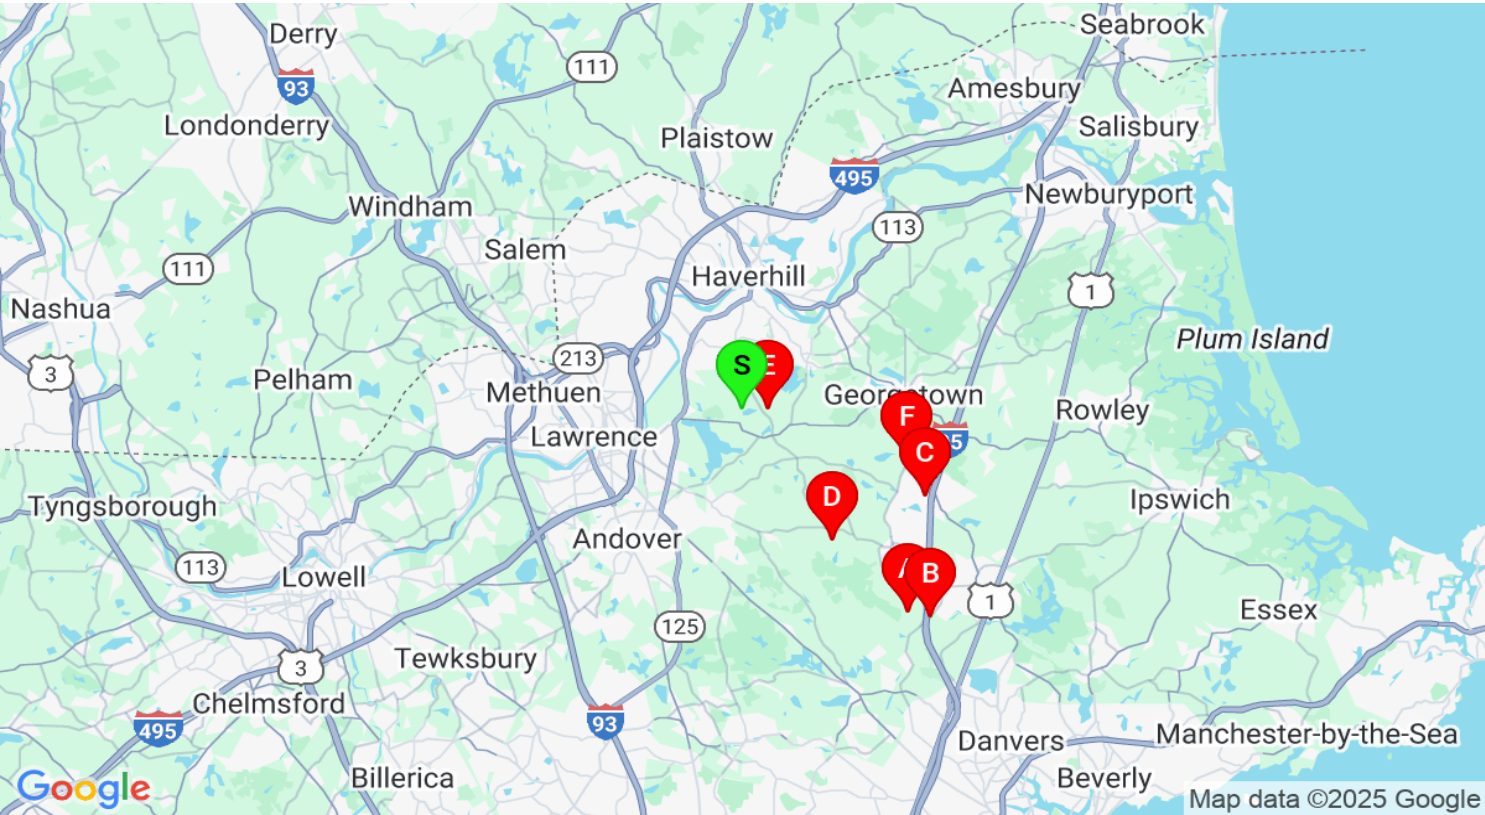 Seabrook
Derry
111
93
Amesbury
Londonderry
Salisbury
Plaistow
495
Newburyport
Windham
113
Salem
111
Haverhill
1
Nashua
Plum Island
213
S
E
3
Pelham
Methuen
Georgetown
Rowley
F
Lawrence
C
D
Ipswich
Tyngsborough
Andover
113
Lowell
A
B
1
Essex
125
Tewksbury
3
Chelmsford
93
495
Danvers
Manchester-by-the-Sea
Billerica
Beverly
Google
Map data ©2025 Google